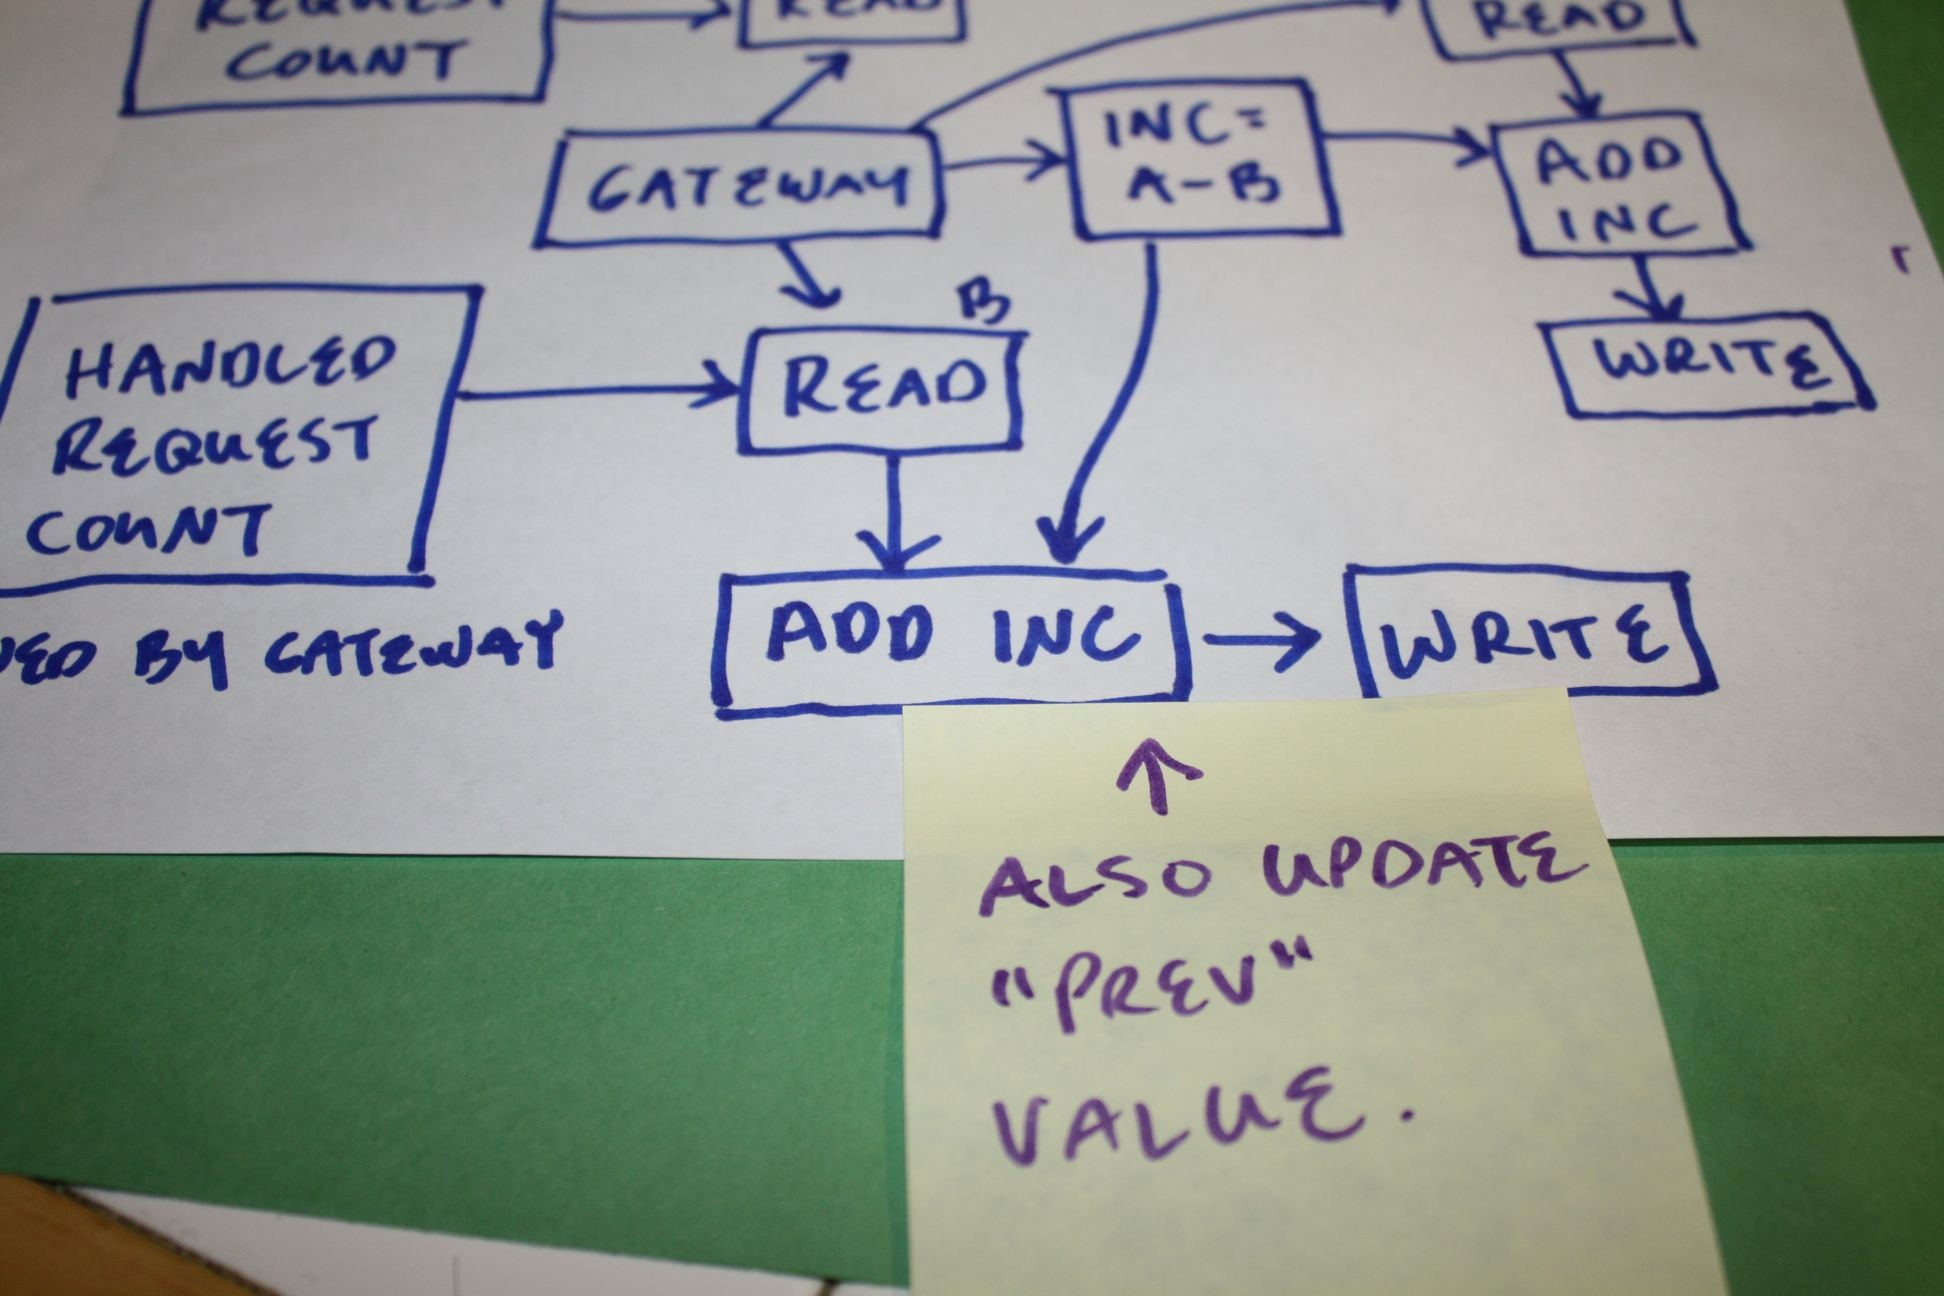 REQUEST
COUNT
READ
READ
GATEWAY
INC=
A-B
ADD
INC
WRITE
HANDLED
REQUEST
COUNT
B
READ
BY GATEWAY
ADD INC
WRITE
ALSO UPDATE
"PREV"
VALUE.